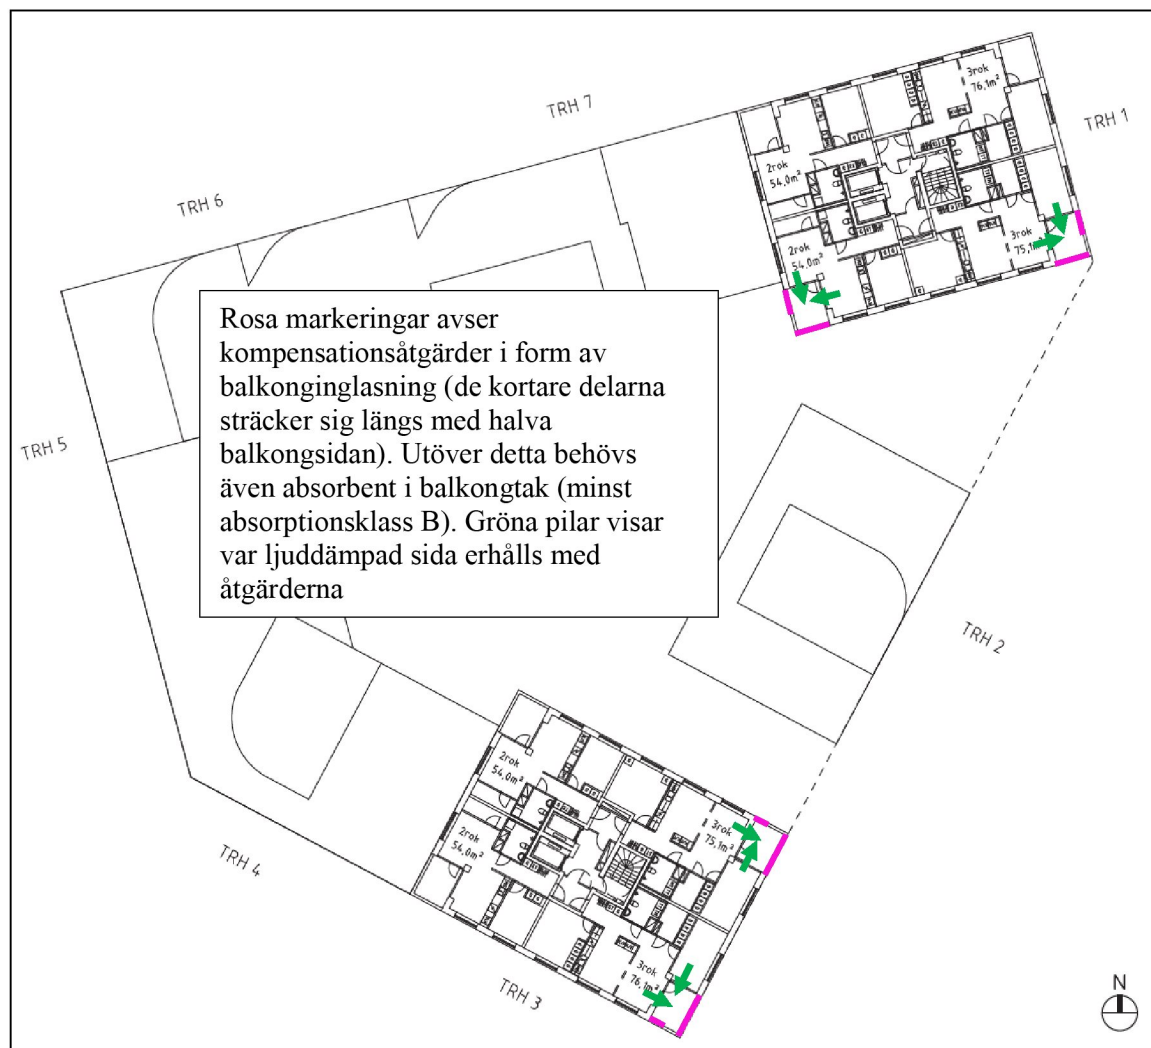 TRH 7
3rok
76,1m²
TRH 1
2rok
54,0m²
TRH 6
3rok
75,1m²
2rok
54,0m²
Rosa markeringar avser
kompensationsåtgärder i form av
balkonginglasning (de kortare delarna
sträcker sig längs med halva
balkongsidan). Utöver detta behövs
även absorbent i balkongtak (minst
absorptionsklass B). Gröna pilar visar
var ljuddämpad sida erhålls med
åtgärderna
TRH 5
TRH 2
2rok
54,0m²
3rok
75,1m²
2rok
54,0m²
TRH 4
3rok
76,1m²
TRH 3
N